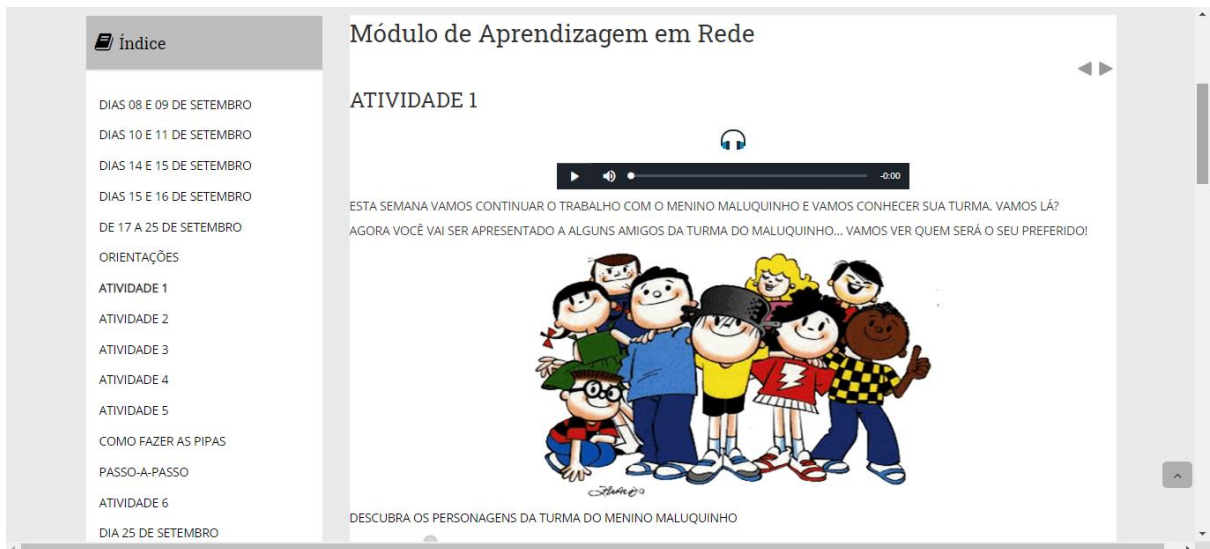 Índice
DIAS 08 E 09 DE SETEMBRO
DIAS 10 E 11 DE SETEMBRO
DIAS 14 E 15 DE SETEMBRO
DIAS 15 E 16 DE SETEMBRO
DE 17 A 25 DE SETEMBRO
ORIENTAÇÕES
ATIVIDADE 1
ATIVIDADE 2
ATIVIDADE 3
ATIVIDADE 4
ATIVIDADE 5
COMO FAZER AS PIPAS
PASSO-A-PASSO
ATIVIDADE 6
DIA 25 DE SETEMBRO
Módulo de Aprendizagem em Rede
ATIVIDADE 1
-0:00
ESTA SEMANA VAMOS CONTINUAR O TRABALHO COM O MENINO MALUQUINHO E VAMOS CONHECER SUA TURMA. VAMOS LÁ?
AGORA VOCÊ VAI SER APRESENTADO A ALGUNS AMIGOS DA TURMA DO MALUQUINHO... VAMOS VER QUEM SERÁ O SEU PREFERIDO!
DESCUBRA OS PERSONAGENS DA TURMA DO MENINO MALUQUINHO